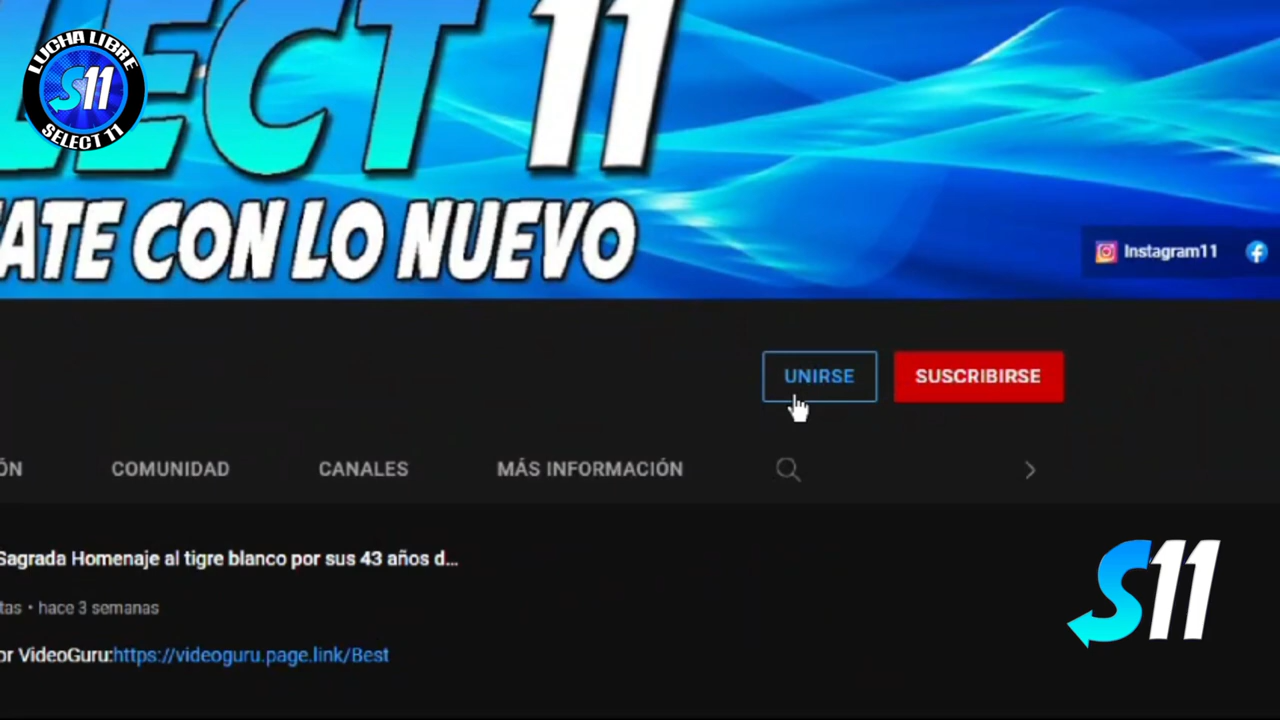 LECT 11
LUCHA LIBRE
S11
SELECT 11
ATE CON LO NUEVO
Instagram11
UNIRSE
SUSCRIBIRSE
ÓN
COMUNIDAD
CANALES
MÁS INFORMACIÓN
Sagrada Homenaje al tigre blanco por sus 43 años d...
tas • hace 3 semanas
or VideoGuru:https://videoguru.page.link/Best
S11